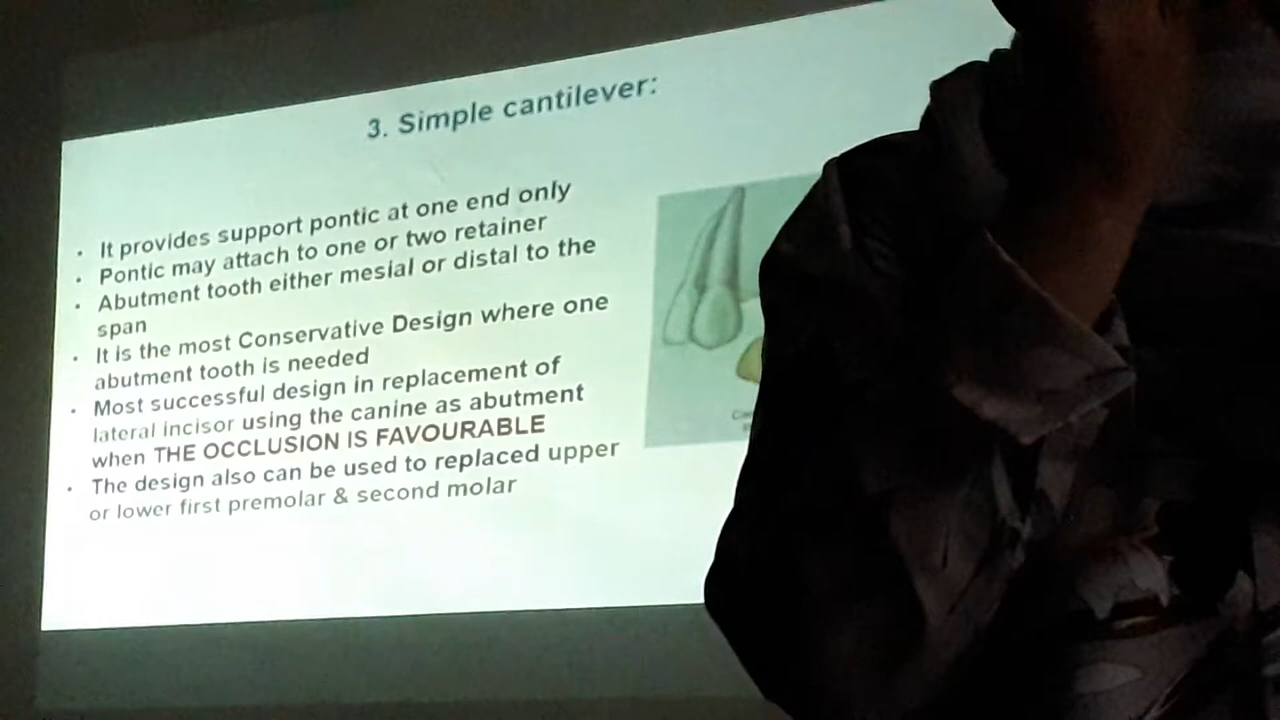 3. Simple cantilever:
• It provides support pontic at one end only
• Pontic may attach to one or two retainer
• Abutment tooth either mesial or distal to the
span
• It is the most Conservative Design where one
abutment tooth is needed
• Most successful design in replacement of
lateral incisor using the canine as abutment
when THE OCCLUSION IS FAVOURABLE
• The design also can be used to replaced upper
or lower first premolar & second molar